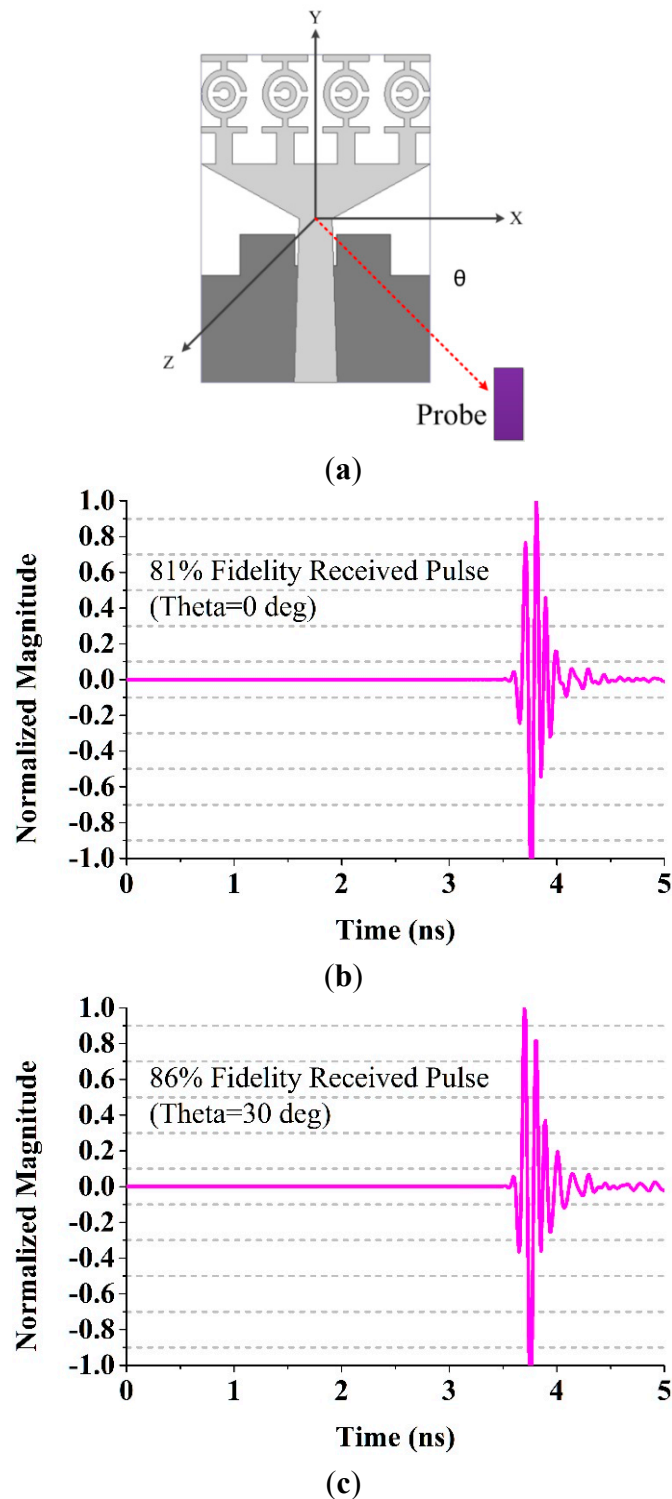 Y
X
θ
Z
Probe
(a)
1.0
0.8
0.6
0.4
0.2
0.0
-0.2
-0.4
-0.6
-0.8
-1.0
Normalized Magnitude
81% Fidelity Received Pulse
(Theta=0 deg)
0 1 2 3 4 5
Time (ns)
(b)
1.0
0.8
0.6
0.4
0.2
0.0
-0.2
-0.4
-0.6
-0.8
-1.0
Normalized Magnitude
86% Fidelity Received Pulse
(Theta=30 deg)
0 1 2 3 4 5
Time (ns)
(c)